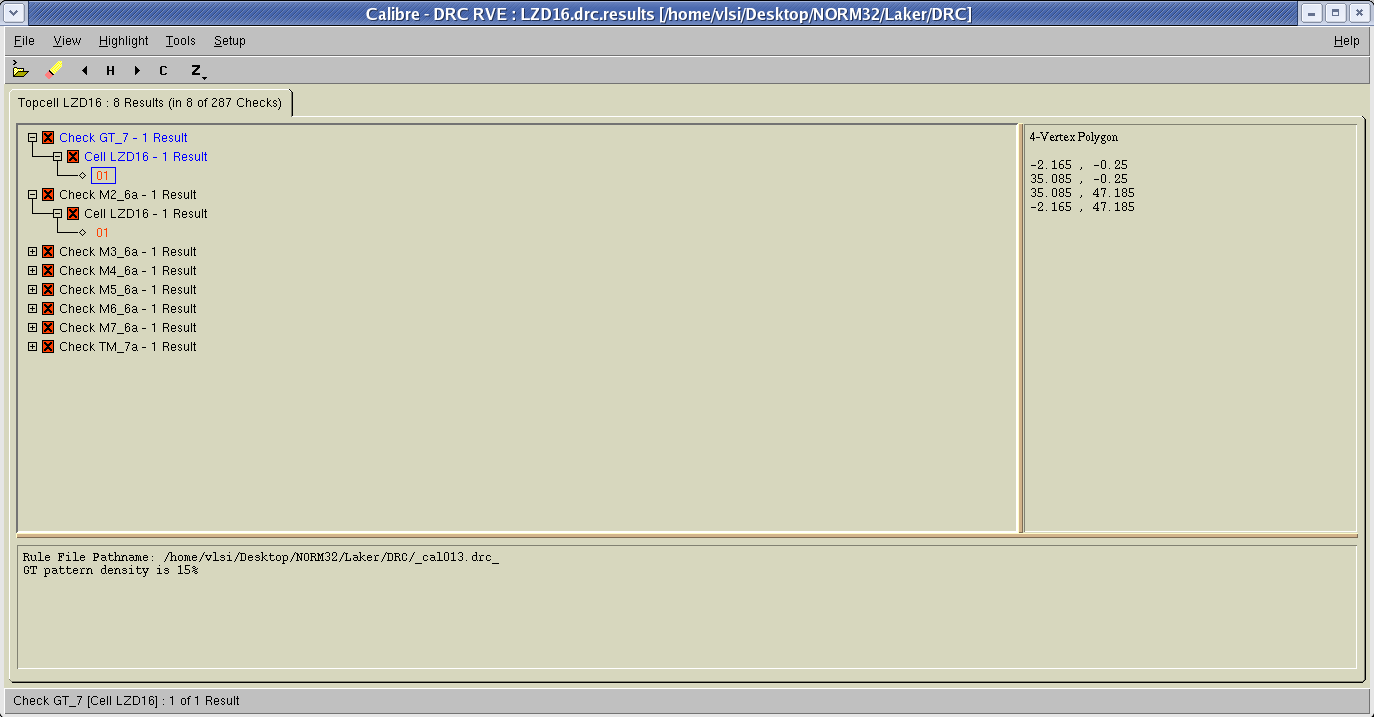 Calibre - DRC RVE : LZD16.drc.results [/home/vlsi/Desktop/NORM32/Laker/DRC]
File View Highlight Tools Setup Help
H C Z
Topcell LZD16 : 8 Results (in 8 of 287 Checks)
Check GT_7 - 1 Result
Cell LZD16 - 1 Result
01
Check M2_6a - 1 Result
Cell LZD16 - 1 Result
01
Check M3_6a - 1 Result
Check M4_6a - 1 Result
Check M5_6a - 1 Result
Check M6_6a - 1 Result
Check M7_6a - 1 Result
Check TM_7a - 1 Result
4-Vertex Polygon
-2.165 , -0.25
35.085 , -0.25
35.085 , 47.185
-2.165 , 47.185
Rule File Pathname: /home/vlsi/Desktop/NORM32/Laker/DRC/_cal013.drc_
GT pattern density is 15%
Check GT_7 [Cell LZD16] : 1 of 1 Result